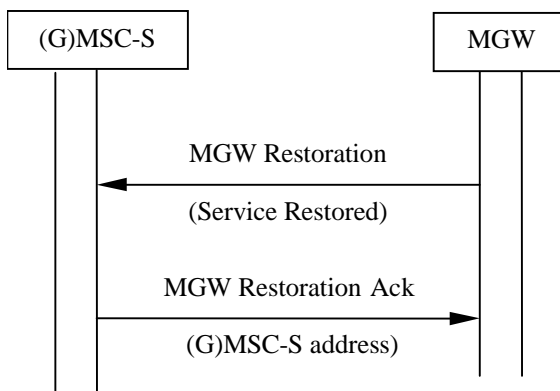 (G)MSC-S
MGW
MGW Restoration
(Service Restored)
MGW Restoration Ack
(G)MSC-S address)